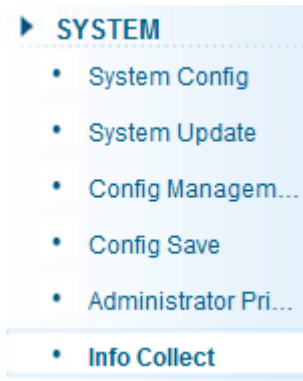 SYSTEM
System Config
System Update
Config Managem...
Config Save
Administrator Pri...
Info Collect